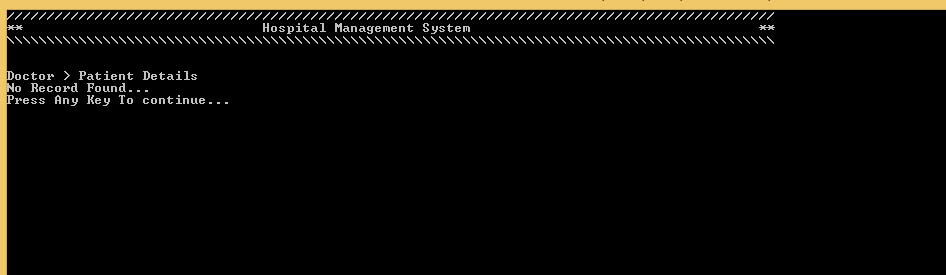 ////////////////////////////////////////////////////////////////////////////////////////////////
** Hospital Management System **
\\\\\\\\\\\\\\\\\\\\\\\\\\\\\\\\\\\\\\\\\\\\\\\\\\\\\\\\\\\\\\\\\\\\\\\\\\\\\\\\\\\\\\\\\\\\\\\\
Doctor > Patient Details
No Record Found...
Press Any Key To continue...